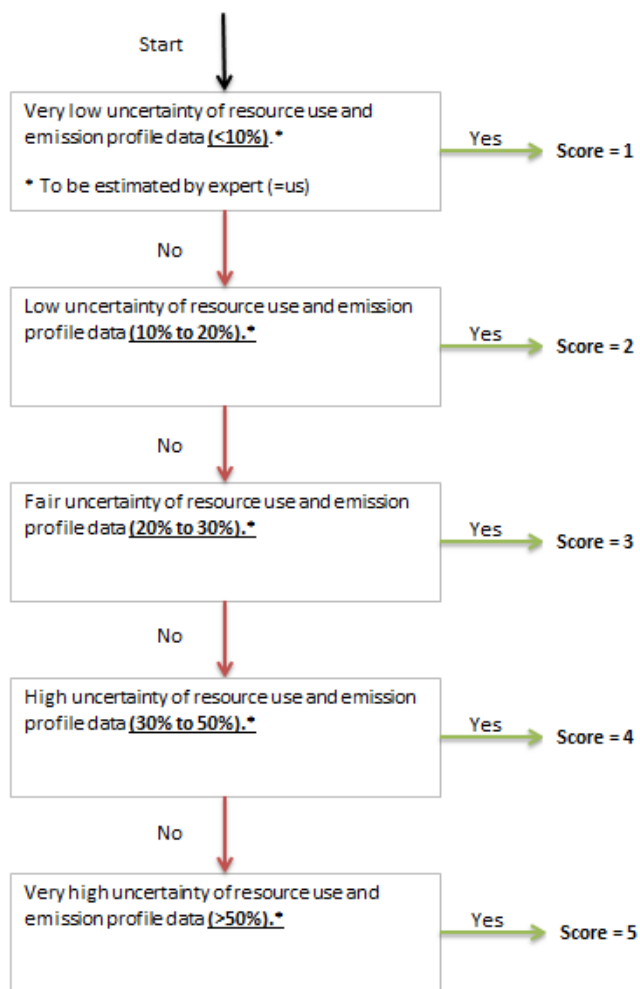 Start
Very low uncertainty of resource use and
emission profile data (<10%).*
* To be estimated by expert (=us)
Yes
Score = 1
No
Low uncertainty of resource use and emission
profile data (10% to 20%).*
Yes
Score = 2
No
Fair uncertainty of resource use and emission
profile data (20% to 30%).*
Yes
Score = 3
No
High uncertainty of resource use and emission
profile data (30% to 50%).*
Yes
Score = 4
No
Very high uncertainty of resource use and
emission profile data (>50%).*
Yes
Score = 5